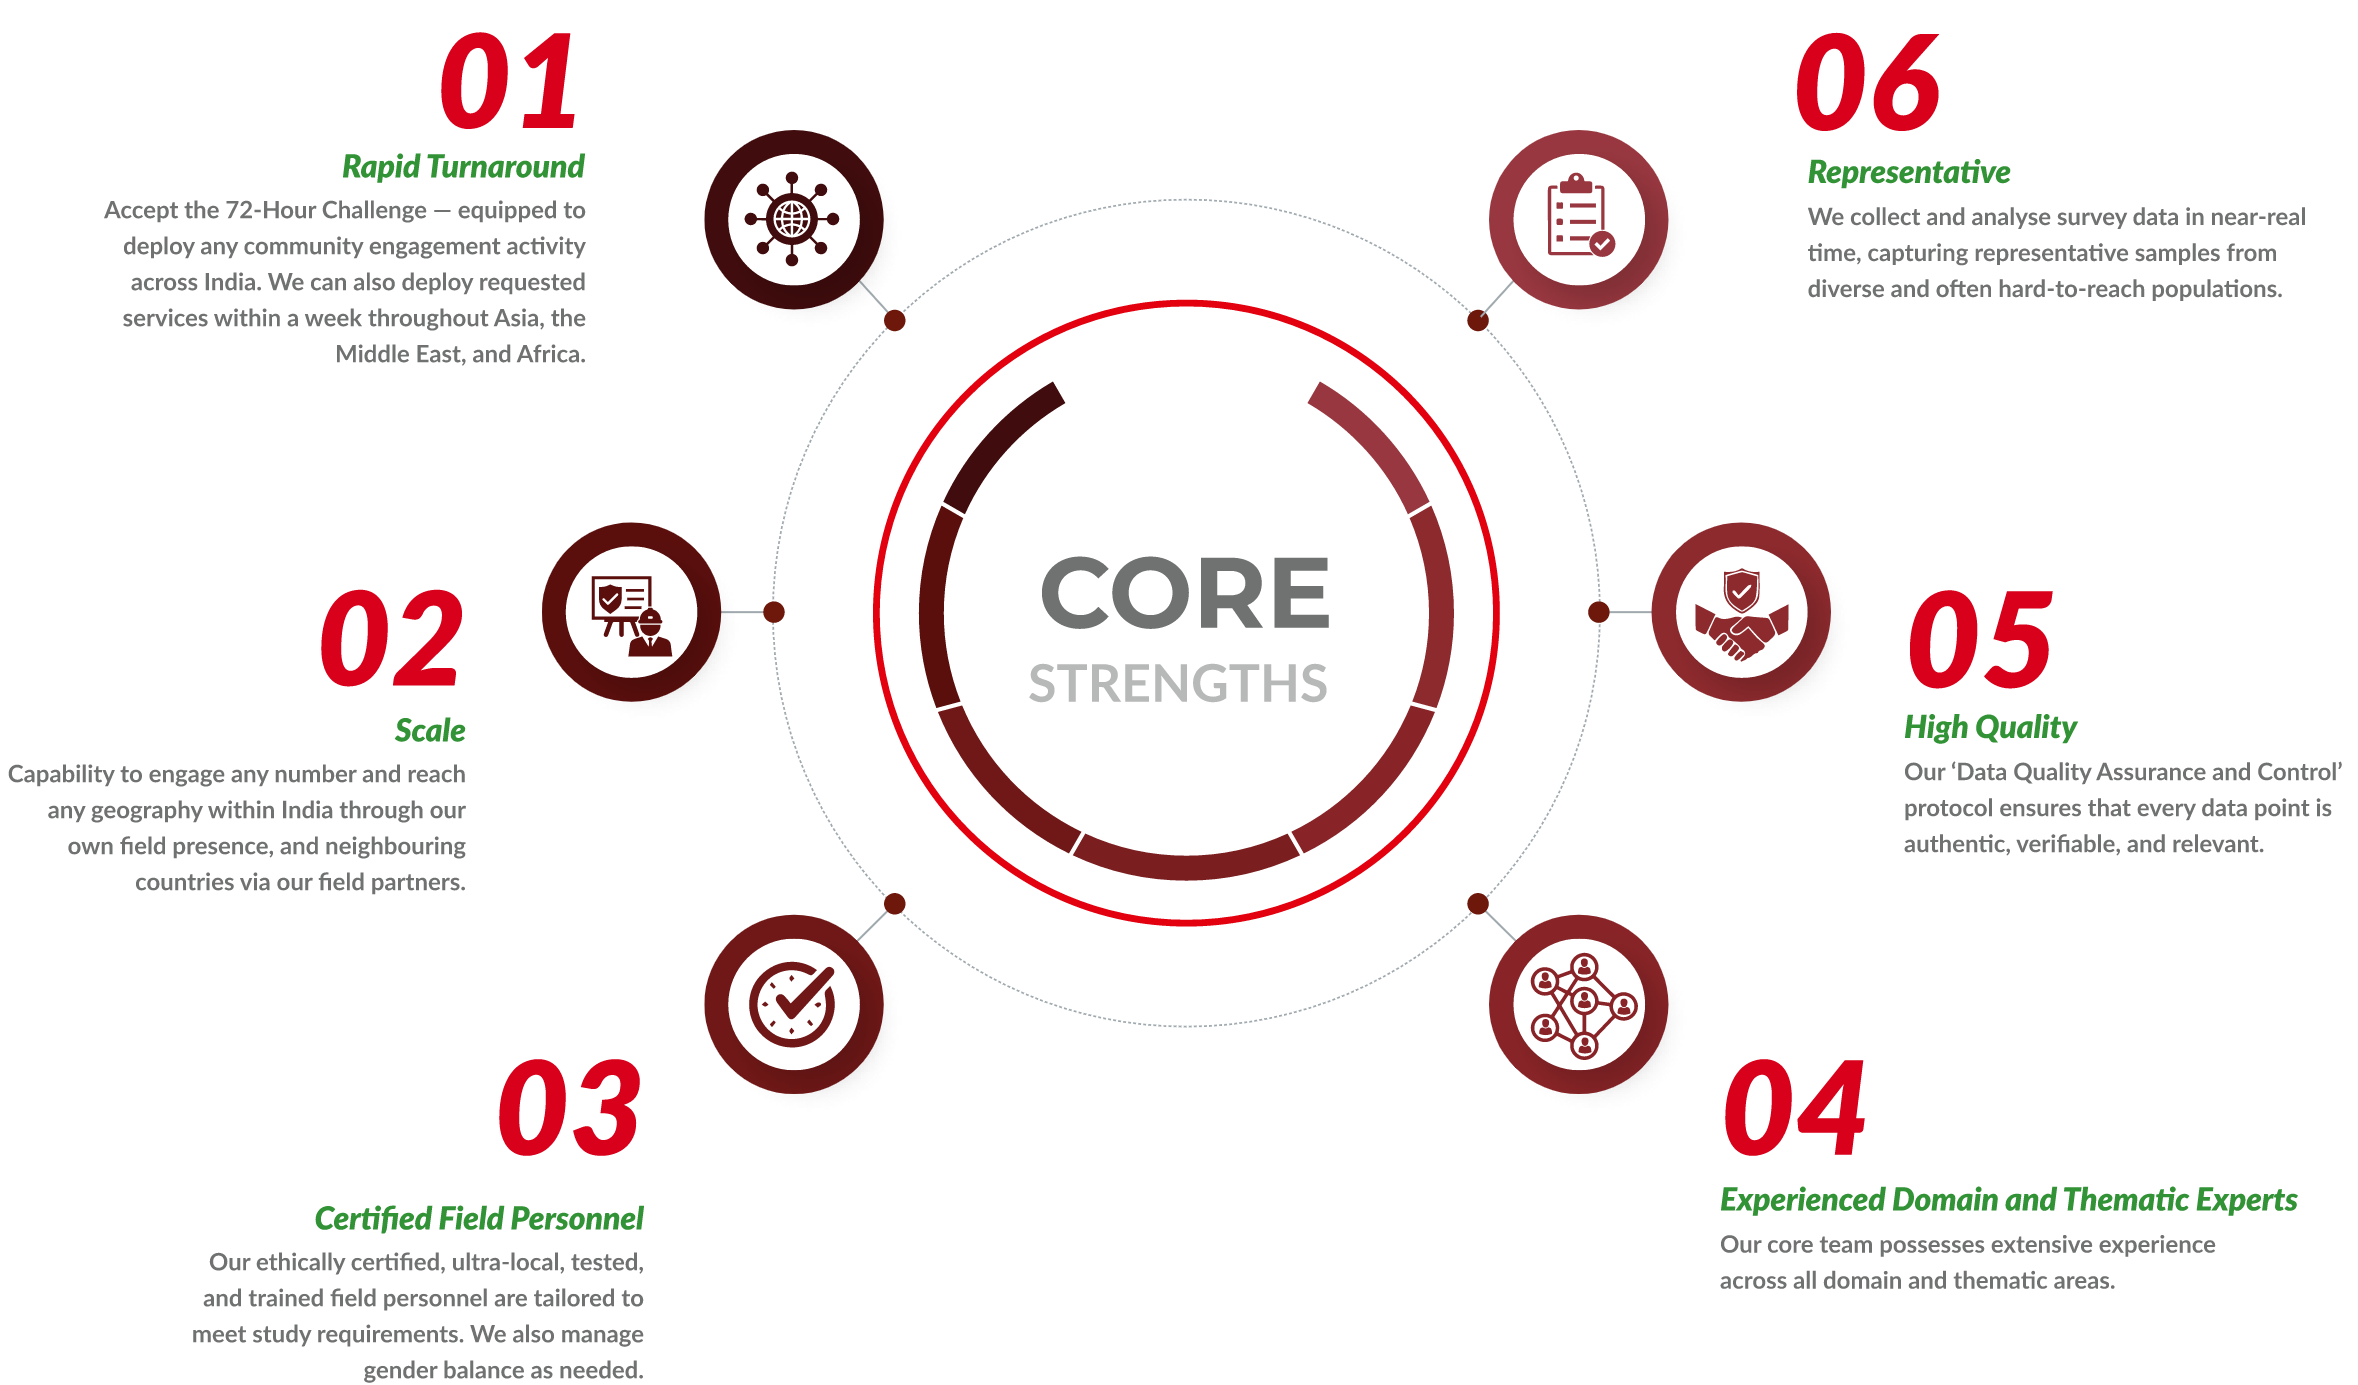 01
Rapid Turnaround
Accept the 72-Hour Challenge — equipped to
deploy any community engagement activity
across India. We can also deploy requested
services within a week throughout Asia, the
Middle East, and Africa.
02
Scale
Capability to engage any number and reach
any geography within India through our
own field presence, and neighbouring
countries via our field partners.
03
Certified Field Personnel
Our ethically certified, ultra-local, tested,
and trained field personnel are tailored to
meet study requirements. We also manage
gender balance as needed.
CORE
STRENGTHS
06
Representative
We collect and analyse survey data in near-real
time, capturing representative samples from
diverse and often hard-to-reach populations.
05
High Quality
Our ‘Data Quality Assurance and Control’
protocol ensures that every data point is
authentic, verifiable, and relevant.
04
Experienced Domain and Thematic Experts
Our core team possesses extensive experience
across all domain and thematic areas.